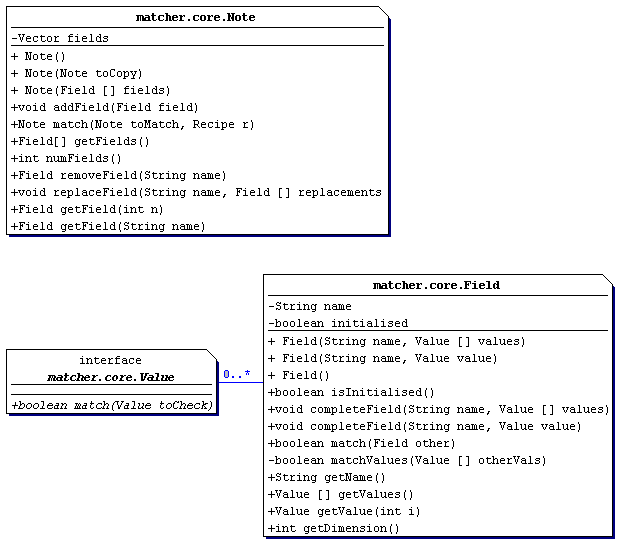 matcher.core.Note
-Vector fields
+ Note()
+ Note(Note toCopy)
+ Note(Field [] fields)
+void addField(Field field)
+Note match(Note toMatch, Recipe r)
+Field[] getFields()
+int numFields()
+Field removeField(String name)
+void replaceField(String name, Field [] replacements
+Field getField(int n)
+Field getField(String name)
interface
matcher.core.Value
+boolean match(Value toCheck)
0..*
matcher.core.Field
-String name
-boolean initialised
+ Field(String name, Value [] values)
+ Field(String name, Value value)
+ Field()
+boolean isInitialised()
+void completeField(String name, Value [] values)
+void completeField(String name, Value value)
+boolean match(Field other)
-boolean matchValues(Value [] otherVals)
+String getName()
+Value [] getValues()
+Value getValue(int i)
+int getDimension()